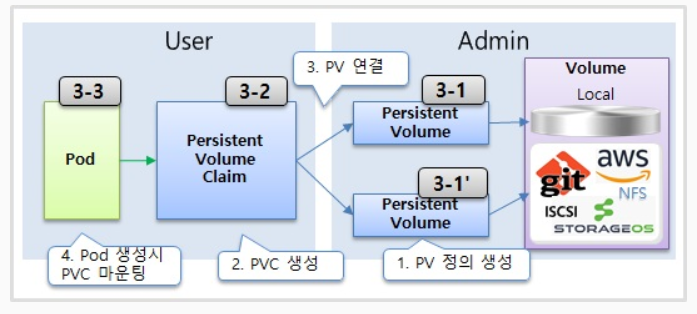 User
Admin
3. PV 연결
Volume
Local
3-3
3-2
3-1
Pod
Persistent
Volume
Claim
Persistent
Volume
3-1'
Persistent
Volume
git
aws
NFS
ISCSI
STORAGEOS
4. Pod 생성시
PVC 마운팅
2. PVC 생성
1. PV 정의 생성